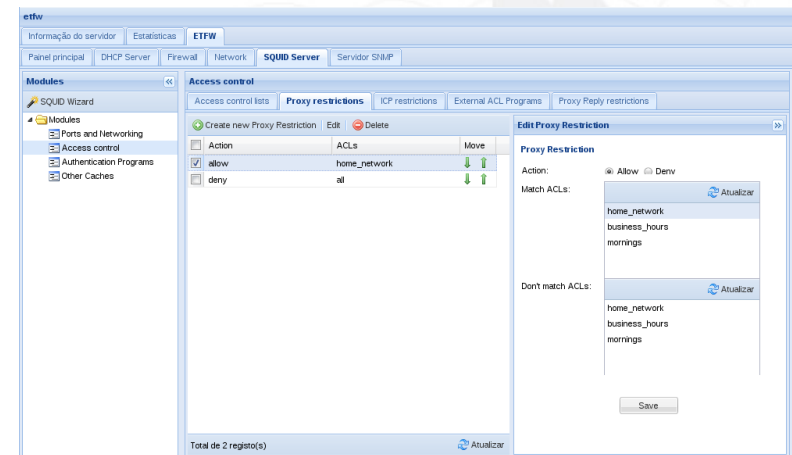 etfw
Informação do servidor Estatísticas ETFW
Painel principal DHCP Server Firewall Network SQUID Server Servidor SNMP
Modules
SQUID Wizard
Modules
Ports and Networking
Access control
Authentication Programs
Other Caches
Access control
Access control lists Proxy restrictions ICP restrictions External ACL Programs Proxy Reply restrictions
Create new Proxy Restriction Edit Delete
Action ACLs Move
allow home_network
deny all
Total de 2 registo(s) Atualizar
Edit Proxy Restriction
Proxy Restriction
Action: Allow Deny
Match ACLs: Atualizar
home_network
business_hours
mornings
Don't match ACLs: Atualizar
home_network
business_hours
mornings
Save